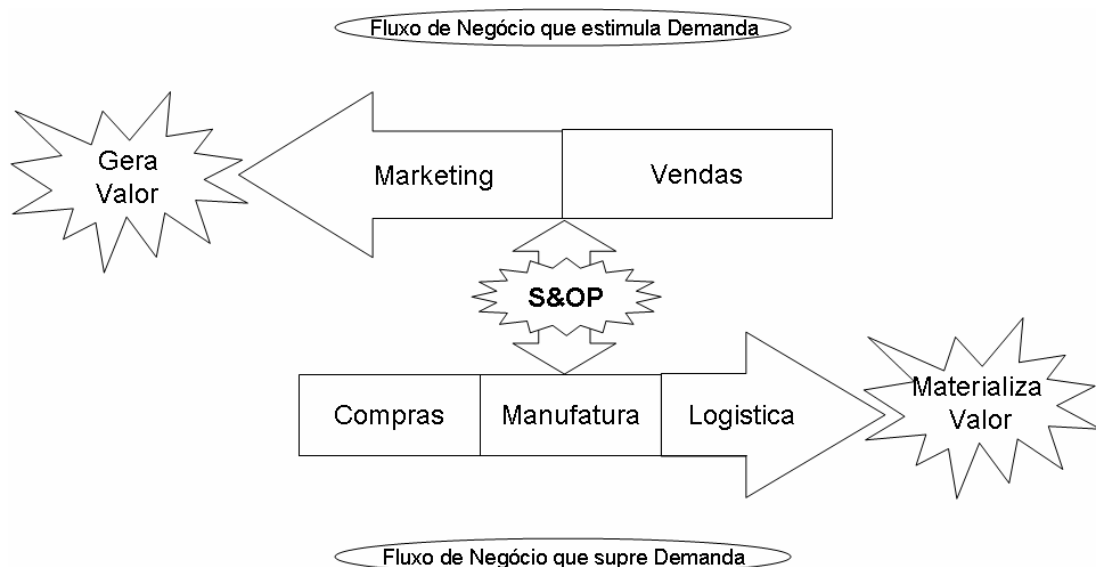 Fluxo de Negócio que estimula Demanda
Gera
Valor
Marketing
Vendas
S&OP
Compras
Manufatura
Logistica
Materializa
Valor
Fluxo de Negócio que supre Demanda